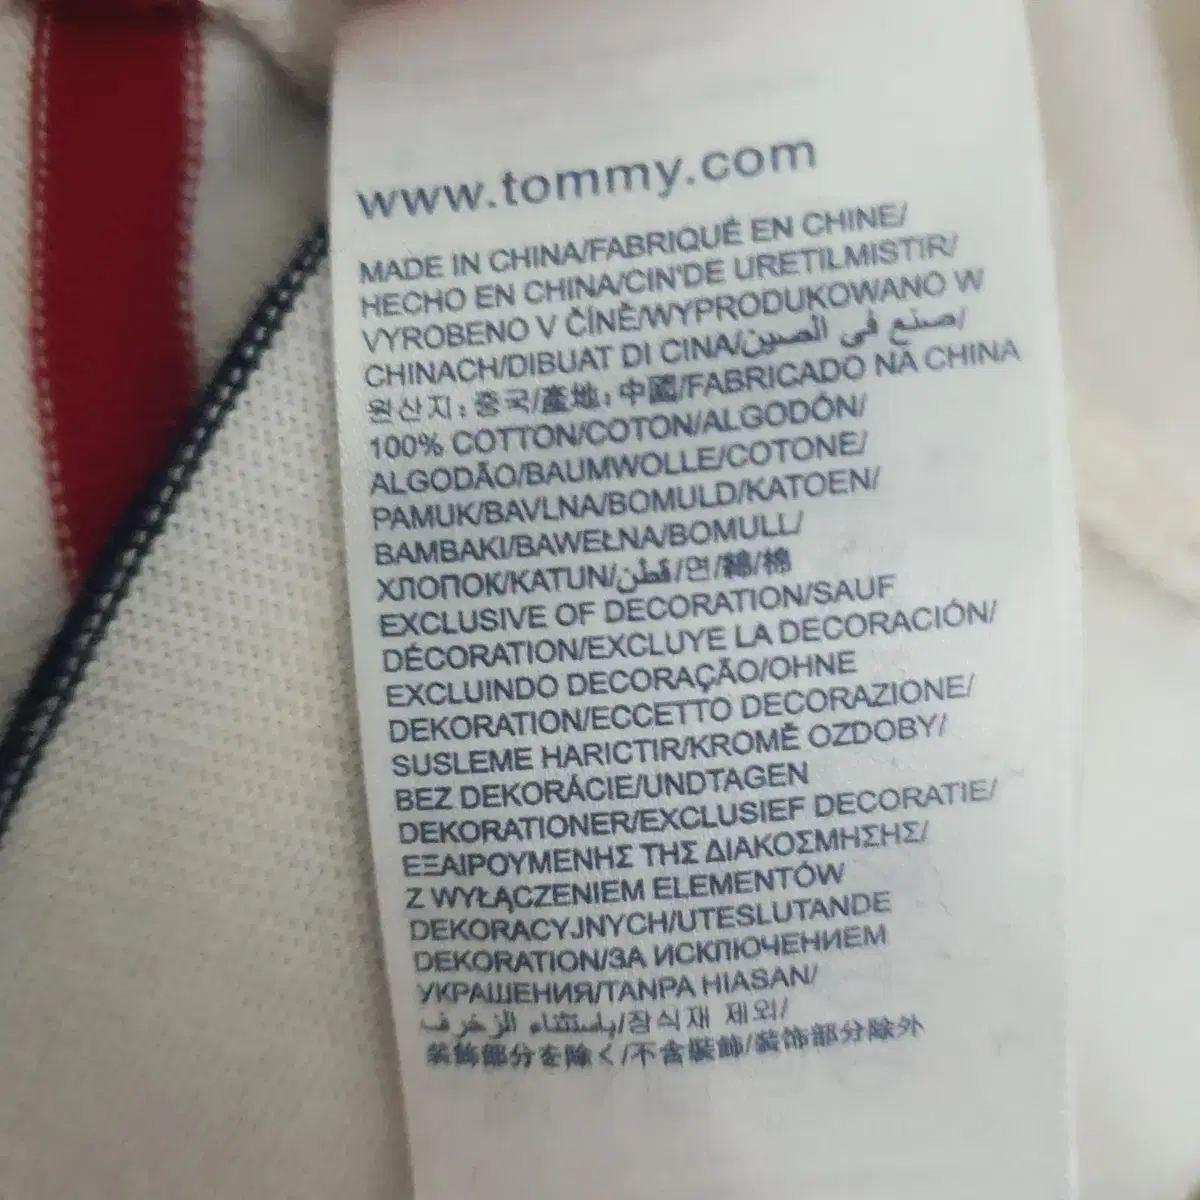 www.tommy.com
MADE IN CHINA/FABRIQUÉ EN CHINE/
HECHO EN CHINA/CIN'DE URETILMISTIR/
VYROBENO V ČÍNĚ/WYPRODUKOWANO W
CHINACH/DIBUAT DI CINA/صنع في الصين/
원산지: 중국/產地: 中國/FABRICADO NA CHINA
100% COTTON/COTON/ALGODÓN/
ALGODÃO/BAUMWOLLE/COTONE/
PAMUK/BAVLNA/BOMULD/KATOEN/
BAMBAKI/BAWEŁNA/BOMULL/
ХЛОПОК/KATUN/قطن/면/綿/棉
EXCLUSIVE OF DECORATION/SAUF
DÉCORATION/EXCLUYE LA DECORACIÓN/
EXCLUINDO DECORAÇÃO/OHNE
DEKORATION/ECCETTO DECORAZIONE/
SUSLEME HARICTIR/KROMĚ OZDOBY/
BEZ DEKORÁCIE/UNDTAGEN
DEKORATIONER/EXCLUSIEF DECORATIE/
ΕΞΑΙΡΟΥΜΕΝΗΣ ΤΗΣ ΔΙΑΚΟΣΜΗΣΗΣ/
Z WYŁĄCZENIEM ELEMENTÓW
DEKORACYJNYCH/UTESLUTANDE
DEKORATION/ЗА ИСКЛЮЧЕНИЕМ
УКРАШЕНИЯ/TANPA HIASAN/
باستثناء الزخرف/장식재 제외/
装飾部分を除く/不含裝飾/装饰部分除外